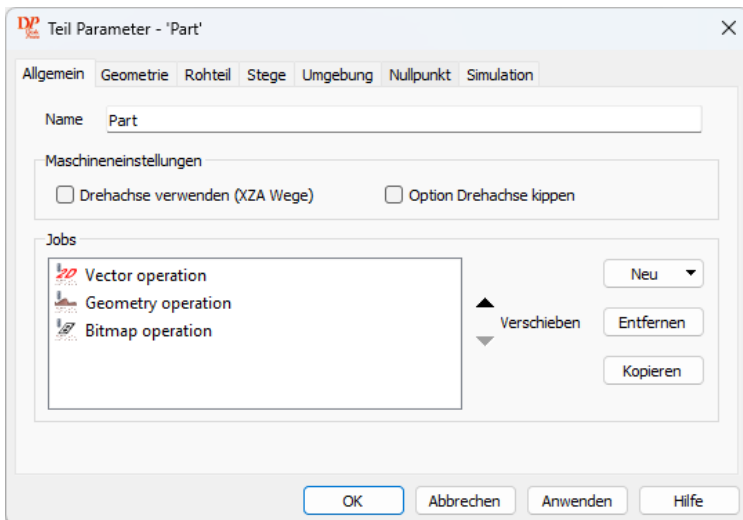 Teil Parameter - 'Part'
Allgemein Geometrie Rohteil Stege Umgebung Nullpunkt Simulation
Name Part
Maschineneinstellungen
Drehachse verwenden (XZA Wege) Option Drehachse kippen
Jobs
Vector operation
Geometry operation
Bitmap operation
Neu
Verschieben
Entfernen
Kopieren
OK Abbrechen Anwenden Hilfe